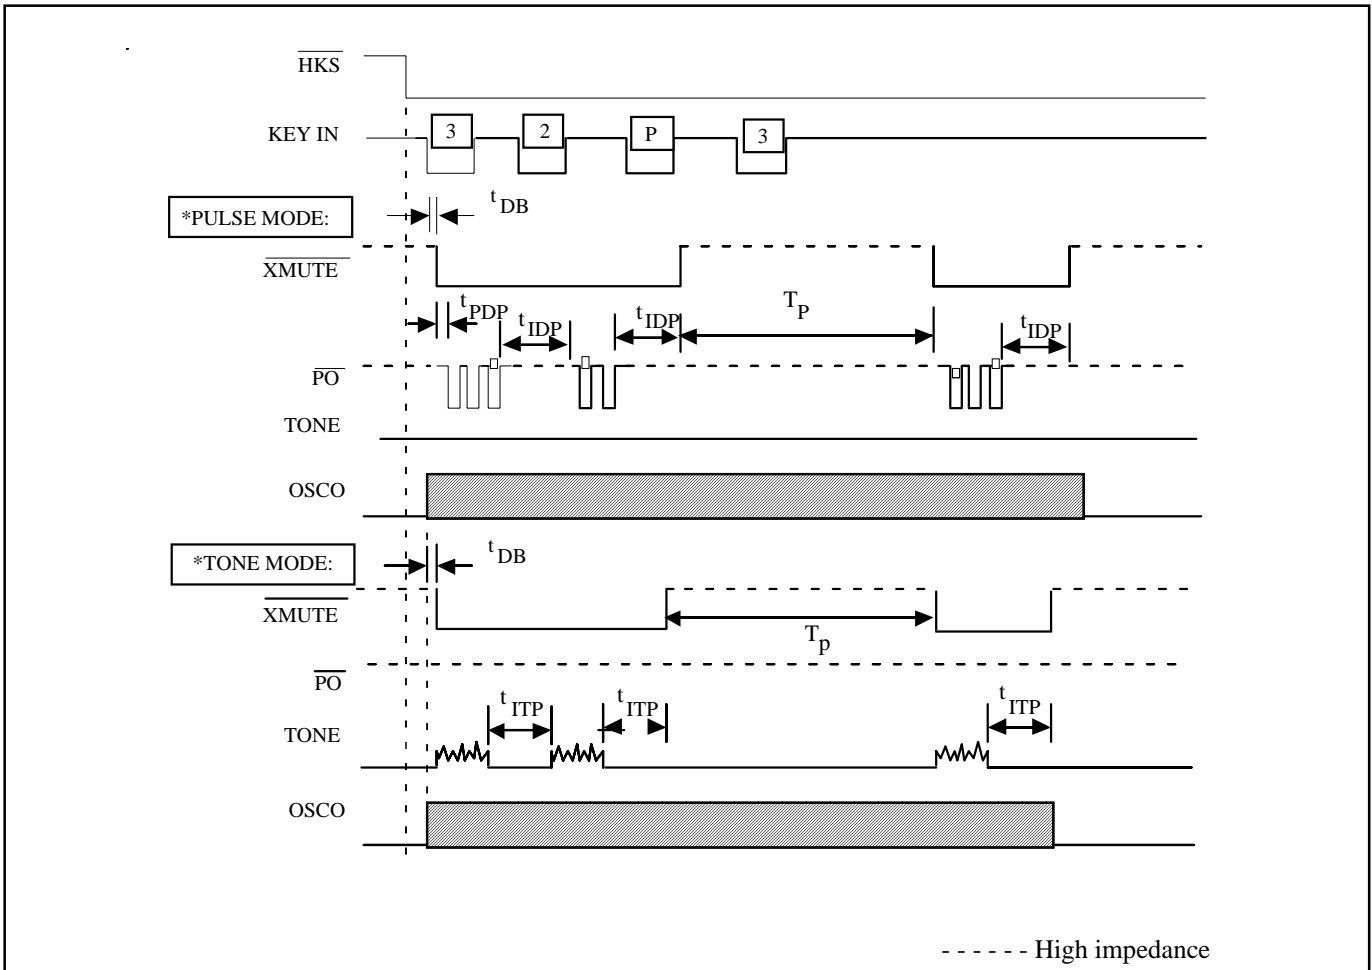 HKS
KEY IN
3 2 P 3
*PULSE MODE:
tDB
XMUTE
tPDP
tIDP
tIDP
TP
tIDP
PO
TONE
OSCO
*TONE MODE:
tDB
XMUTE
Tp
PO
tITP
tITP
tITP
TONE
OSCO
- - - - - - High impedance